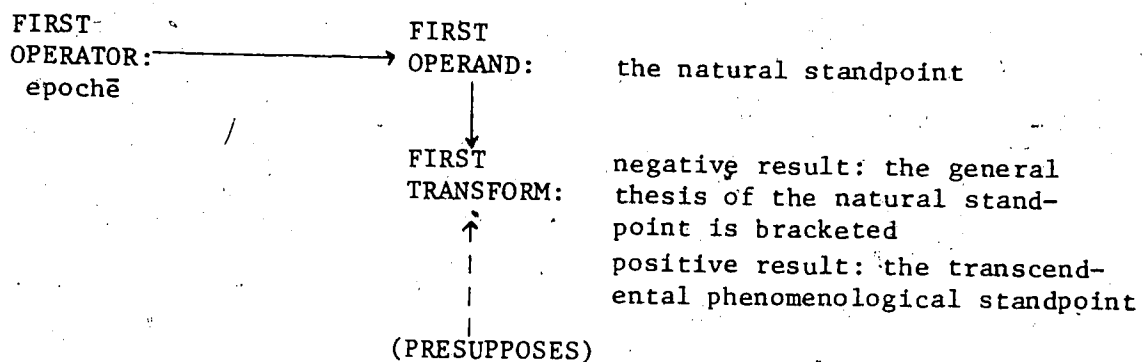 FIRST
OPERATOR:
epochē
FIRST
OPERAND:
the natural standpoint
FIRST
TRANSFORM:
negative result: the general
thesis of the natural stand-
point is bracketed
positive result: the transcend-
ental phenomenological standpoint
(PRESUPPOSES)